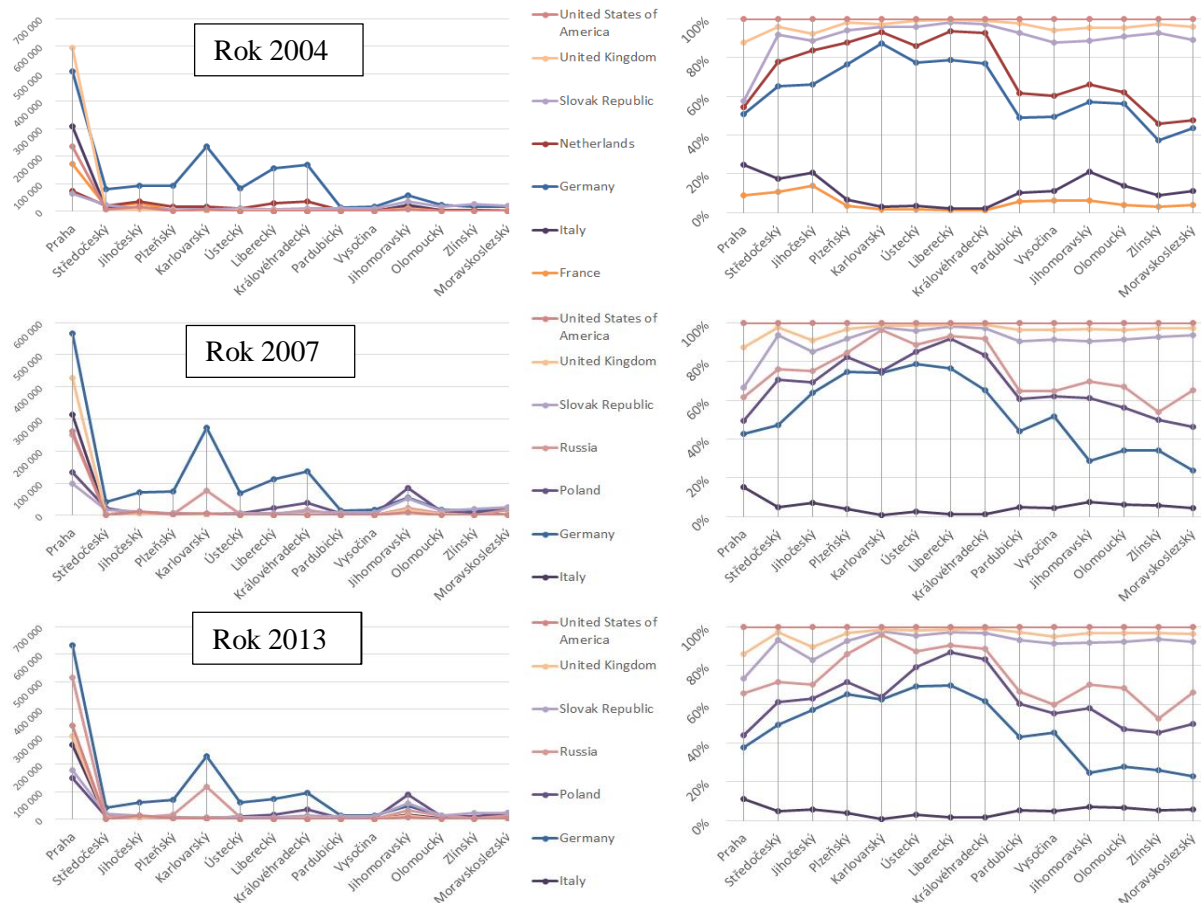 700 000
600 000
500 000
400 000
300 000
200 000
100 000
0
Rok 2004
Praha
Středočeský
Jihočeský
Plzeňský
Karlovarský
Ústecký
Liberecký
Královéhradecký
Pardubický
Vysočina
Jihomoravský
Olomoucký
Zlínský
Moravskoslezský
United States of
America
United Kingdom
Slovak Republic
Netherlands
Germany
Italy
France
100%
80%
60%
40%
20%
0%
Praha
Středočeský
Jihočeský
Plzeňský
Karlovarský
Ústecký
Liberecký
Královéhradecký
Pardubický
Vysočina
Jihomoravský
Olomoucký
Zlínský
Moravskoslezský
600 000
500 000
400 000
300 000
200 000
100 000
0
Rok 2007
Praha
Středočeský
Jihočeský
Plzeňský
Karlovarský
Ústecký
Liberecký
Královéhradecký
Pardubický
Vysočina
Jihomoravský
Olomoucký
Zlínský
Moravskoslezský
United States of
America
United Kingdom
Slovak Republic
Russia
Poland
Germany
Italy
100%
80%
60%
40%
20%
0%
Praha
Středočeský
Jihočeský
Plzeňský
Karlovarský
Ústecký
Liberecký
Královéhradecký
Pardubický
Vysočina
Jihomoravský
Olomoucký
Zlínský
Moravskoslezský
700 000
600 000
500 000
400 000
300 000
200 000
100 000
0
Rok 2013
Praha
Středočeský
Jihočeský
Plzeňský
Karlovarský
Ústecký
Liberecký
Královéhradecký
Pardubický
Vysočina
Jihomoravský
Olomoucký
Zlínský
Moravskoslezský
United States of
America
United Kingdom
Slovak Republic
Russia
Poland
Germany
Italy
100%
80%
60%
40%
20%
0%
Praha
Středočeský
Jihočeský
Plzeňský
Karlovarský
Ústecký
Liberecký
Královéhradecký
Pardubický
Vysočina
Jihomoravský
Olomoucký
Zlínský
Moravskoslezský